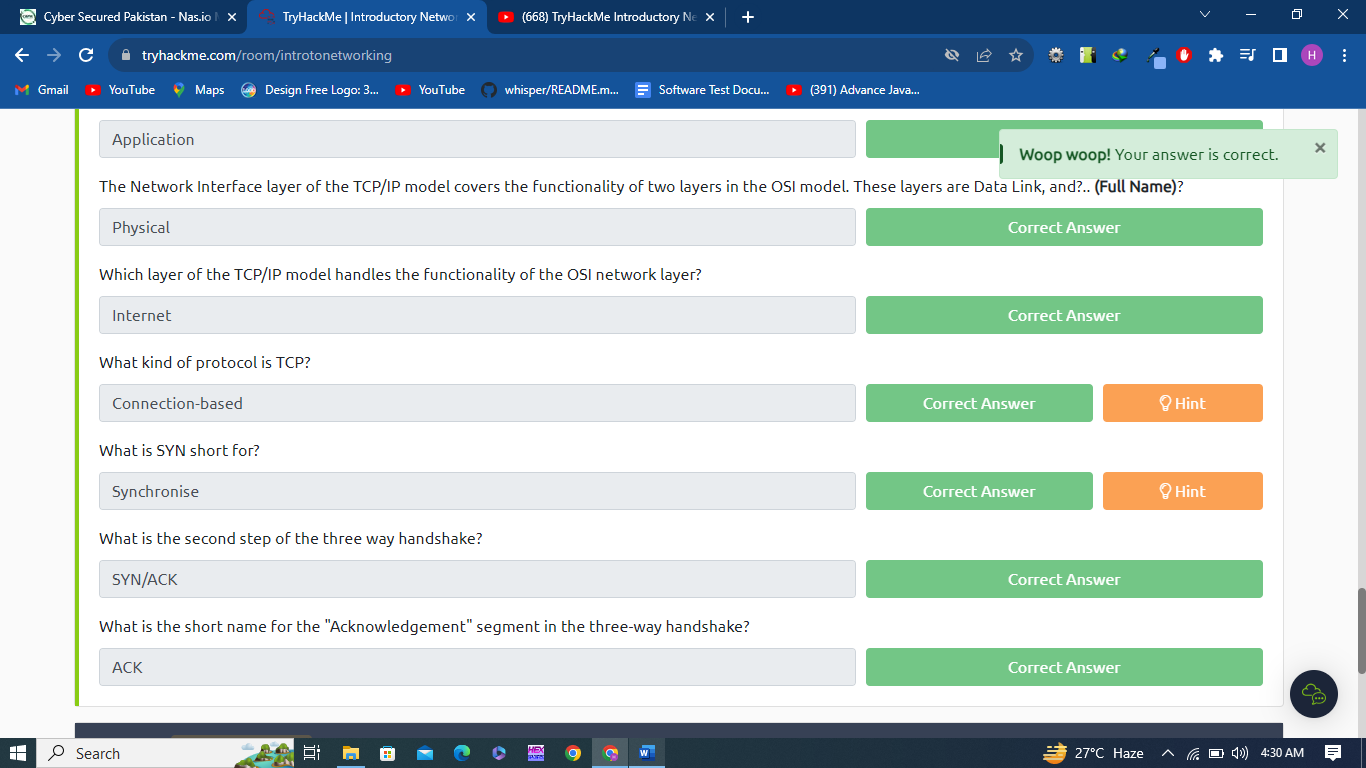 Cyber Secured Pakistan - Nas.io
TryHackMe | Introductory Networ
(668) TryHackMe Introductory Ne
tryhackme.com/room/introtonetworking
H
Gmail YouTube Maps Design Free Logo: 3... YouTube whisper/README.m... Software Test Docu... (391) Advance Java...
Application
Woop woop! Your answer is correct.
The Network Interface layer of the TCP/IP model covers the functionality of two layers in the OSI model. These layers are Data Link, and?.. (Full Name)?
Physical Correct Answer
Which layer of the TCP/IP model handles the functionality of the OSI network layer?
Internet Correct Answer
What kind of protocol is TCP?
Connection-based Correct Answer Hint
What is SYN short for?
Synchronise Correct Answer Hint
What is the second step of the three way handshake?
SYN/ACK Correct Answer
What is the short name for the "Acknowledgement" segment in the three-way handshake?
ACK Correct Answer
Search HEX W 27°C Haze 4:30 AM